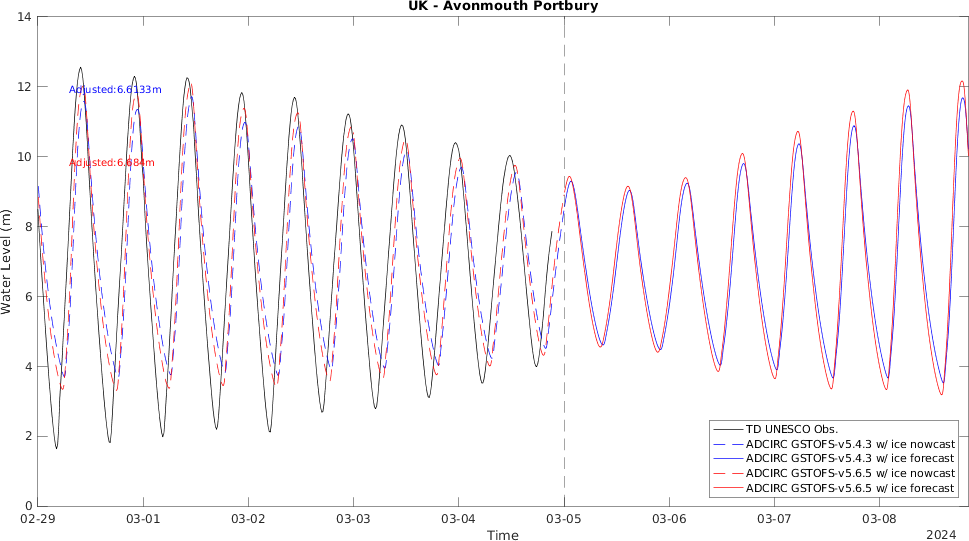 UK - Avonmouth Portbury
14
12
10
8
6
4
2
0
Water Level (m)
Adjusted:6.6133m
Adjusted:6.684m
TD UNESCO Obs.
ADCIRC GSTOFS-v5.4.3 w/ ice nowcast
ADCIRC GSTOFS-v5.4.3 w/ ice forecast
ADCIRC GSTOFS-v5.6.5 w/ ice nowcast
ADCIRC GSTOFS-v5.6.5 w/ ice forecast
02-29 03-01 03-02 03-03 03-04 03-05 03-06 03-07 03-08
Time
2024